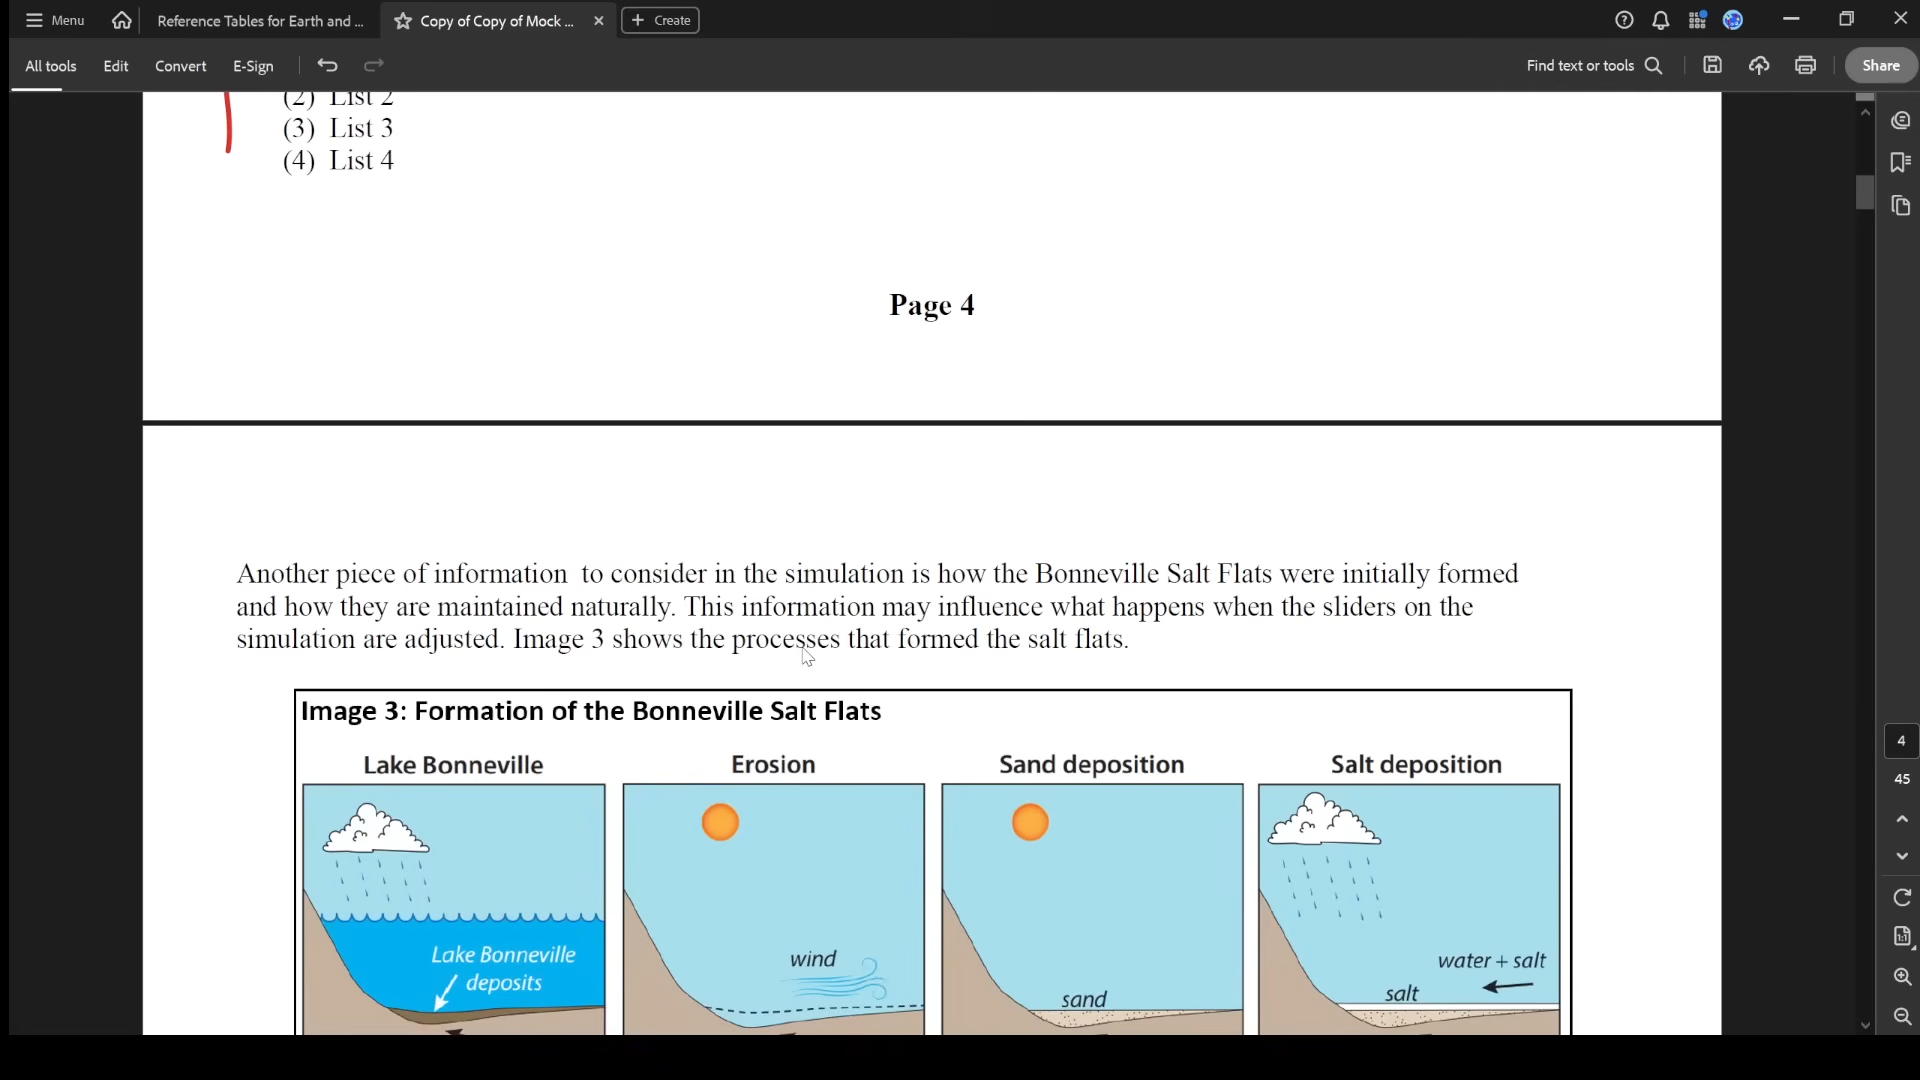 Menu
Reference Tables for Earth and ...
Copy of Copy of Mock ...
Create
All tools
Edit
Convert
E-Sign
Find text or tools
Share
(2) List 2
(3) List 3
(4) List 4
Page 4
Another piece of information to consider in the simulation is how the Bonneville Salt Flats were initially formed
and how they are maintained naturally. This information may influence what happens when the sliders on the
simulation are adjusted. Image 3 shows the processes that formed the salt flats.
Image 3: Formation of the Bonneville Salt Flats
Lake Bonneville
Erosion
Sand deposition
Salt deposition
Lake Bonneville
deposits
wind
sand
water + salt
salt
4
45
1:1